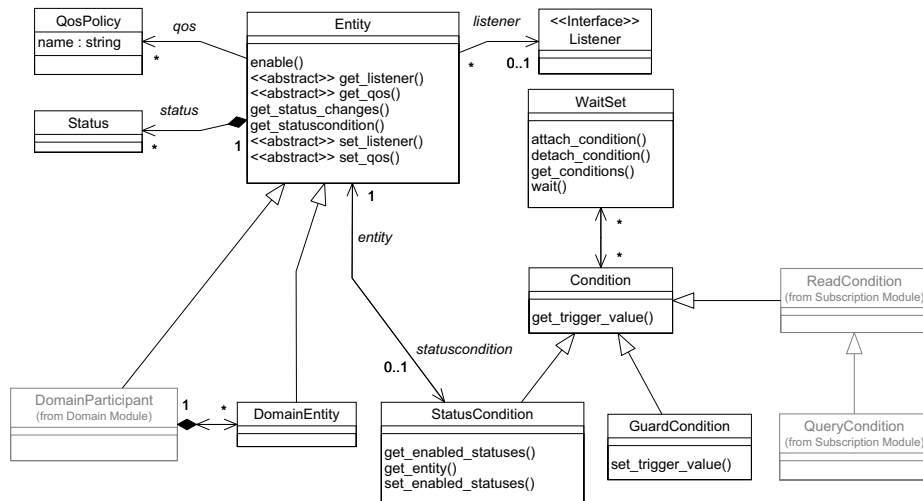 QosPolicy
name : string
qos
*
Entity
enable()
<<abstract>> get_listener()
<<abstract>> get_qos()
get_status_changes()
get_statuscondition()
<<abstract>> set_listener()
<<abstract>> set_qos()
listener
*
0..1
<<Interface>>
Listener
Status
status
*
1
WaitSet
attach_condition()
detach_condition()
get_conditions()
wait()
1
entity
*
*
Condition
get_trigger_value()
ReadCondition
(from Subscription Module)
statuscondition
0..1
DomainParticipant
(from Domain Module)
1
*
DomainEntity
StatusCondition
get_enabled_statuses()
get_entity()
set_enabled_statuses()
GuardCondition
set_trigger_value()
QueryCondition
(from Subscription Module)